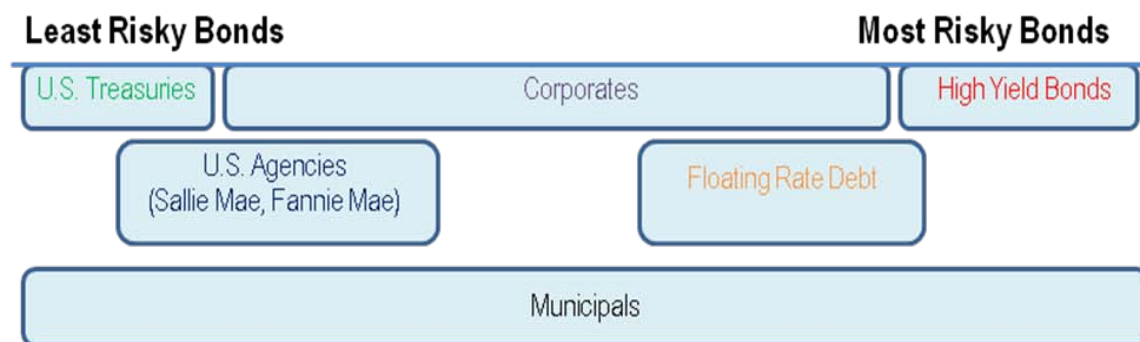 Least Risky Bonds
Most Risky Bonds
U.S. Treasuries
Corporates
High Yield Bonds
U.S. Agencies
(Sallie Mae, Fannie Mae)
Floating Rate Debt
Municipals